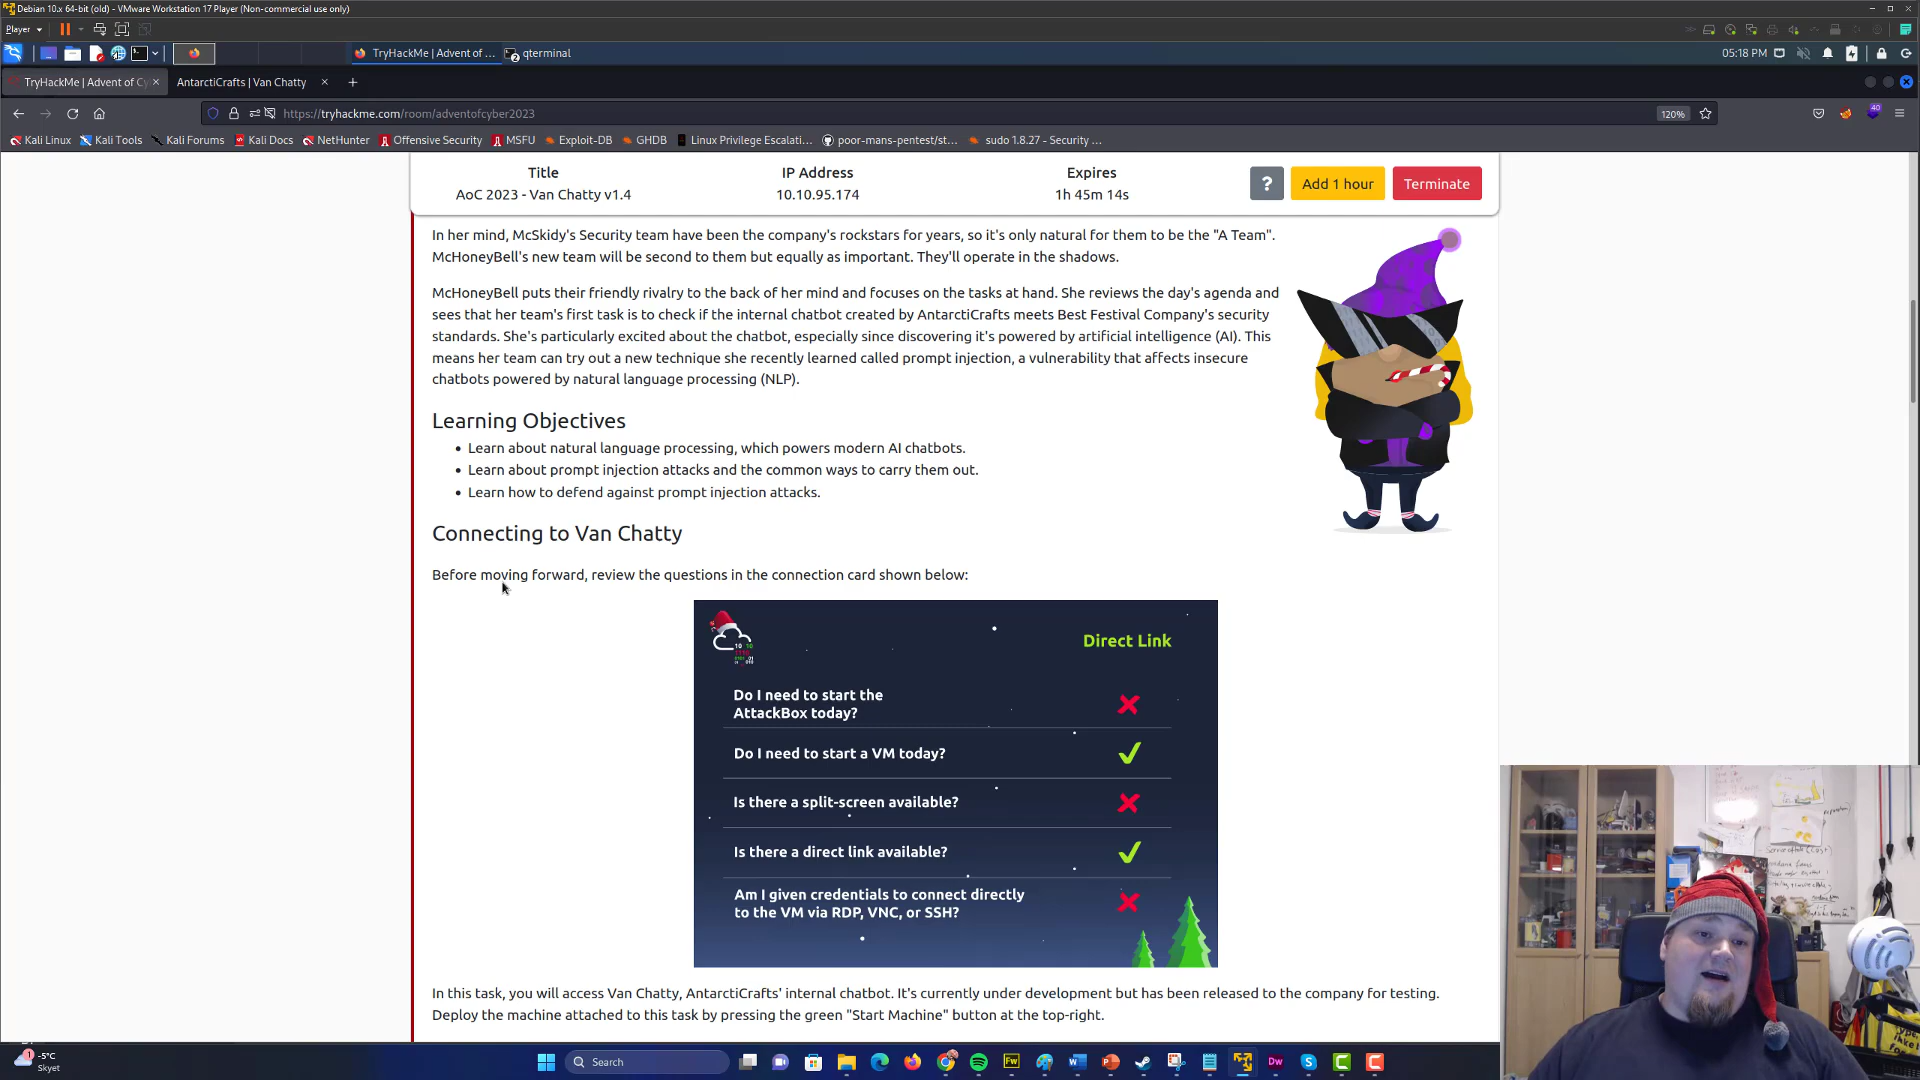 Debian 10.x 64-bit (old) - VMware Workstation 17 Player (Non-commercial use only)
Player
TryHackMe | Advent of ...
qterminal
05:18 PM
TryHackMe | Advent of Cy
AntarctiCrafts | Van Chatty
https://tryhackme.com/room/adventofcyber2023
120%
40
Kali Linux
Kali Tools
Kali Forums
Kali Docs
NetHunter
Offensive Security
MSFU
Exploit-DB
GHDB
Linux Privilege Escalati...
poor-mans-pentest/st...
sudo 1.8.27 - Security ...
Title
IP Address
Expires
AoC 2023 - Van Chatty v1.4
10.10.95.174
1h 45m 14s
?
Add 1 hour
Terminate
In her mind, McSkidy's Security team have been the company's rockstars for years, so it's only natural for them to be the "A Team".
McHoneyBell's new team will be second to them but equally as important. They'll operate in the shadows.
McHoneyBell puts their friendly rivalry to the back of her mind and focuses on the tasks at hand. She reviews the day's agenda and
sees that her team's first task is to check if the internal chatbot created by AntarctiCrafts meets Best Festival Company's security
standards. She's particularly excited about the chatbot, especially since discovering it's powered by artificial intelligence (AI). This
means her team can try out a new technique she recently learned called prompt injection, a vulnerability that affects insecure
chatbots powered by natural language processing (NLP).
Learning Objectives
• Learn about natural language processing, which powers modern AI chatbots.
• Learn about prompt injection attacks and the common ways to carry them out.
• Learn how to defend against prompt injection attacks.
Connecting to Van Chatty
Before moving forward, review the questions in the connection card shown below:
Direct Link
Do I need to start the
AttackBox today?
Do I need to start a VM today?
Is there a split-screen available?
Is there a direct link available?
Am I given credentials to connect directly
to the VM via RDP, VNC, or SSH?
In this task, you will access Van Chatty, AntarctiCrafts' internal chatbot. It's currently under development but has been released to the company for testing.
Deploy the machine attached to this task by pressing the green "Start Machine" button at the top-right.
1
-5°C
Skyet
Search
Fw
Dw